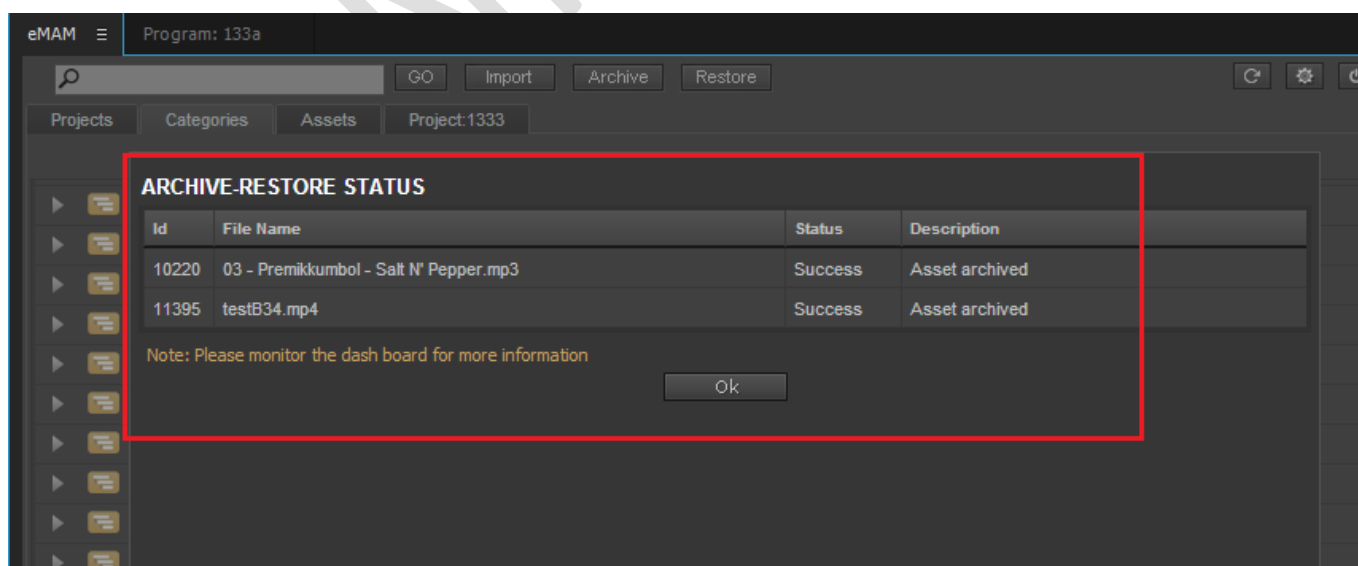 eMAM Program: 133a
GO Import Archive Restore
Projects Categories Assets Project:1333
ARCHIVE-RESTORE STATUS
Id File Name Status Description
10220 03 - Premikkumbol - Salt N' Pepper.mp3 Success Asset archived
11395 testB34.mp4 Success Asset archived
Note: Please monitor the dash board for more information
Ok